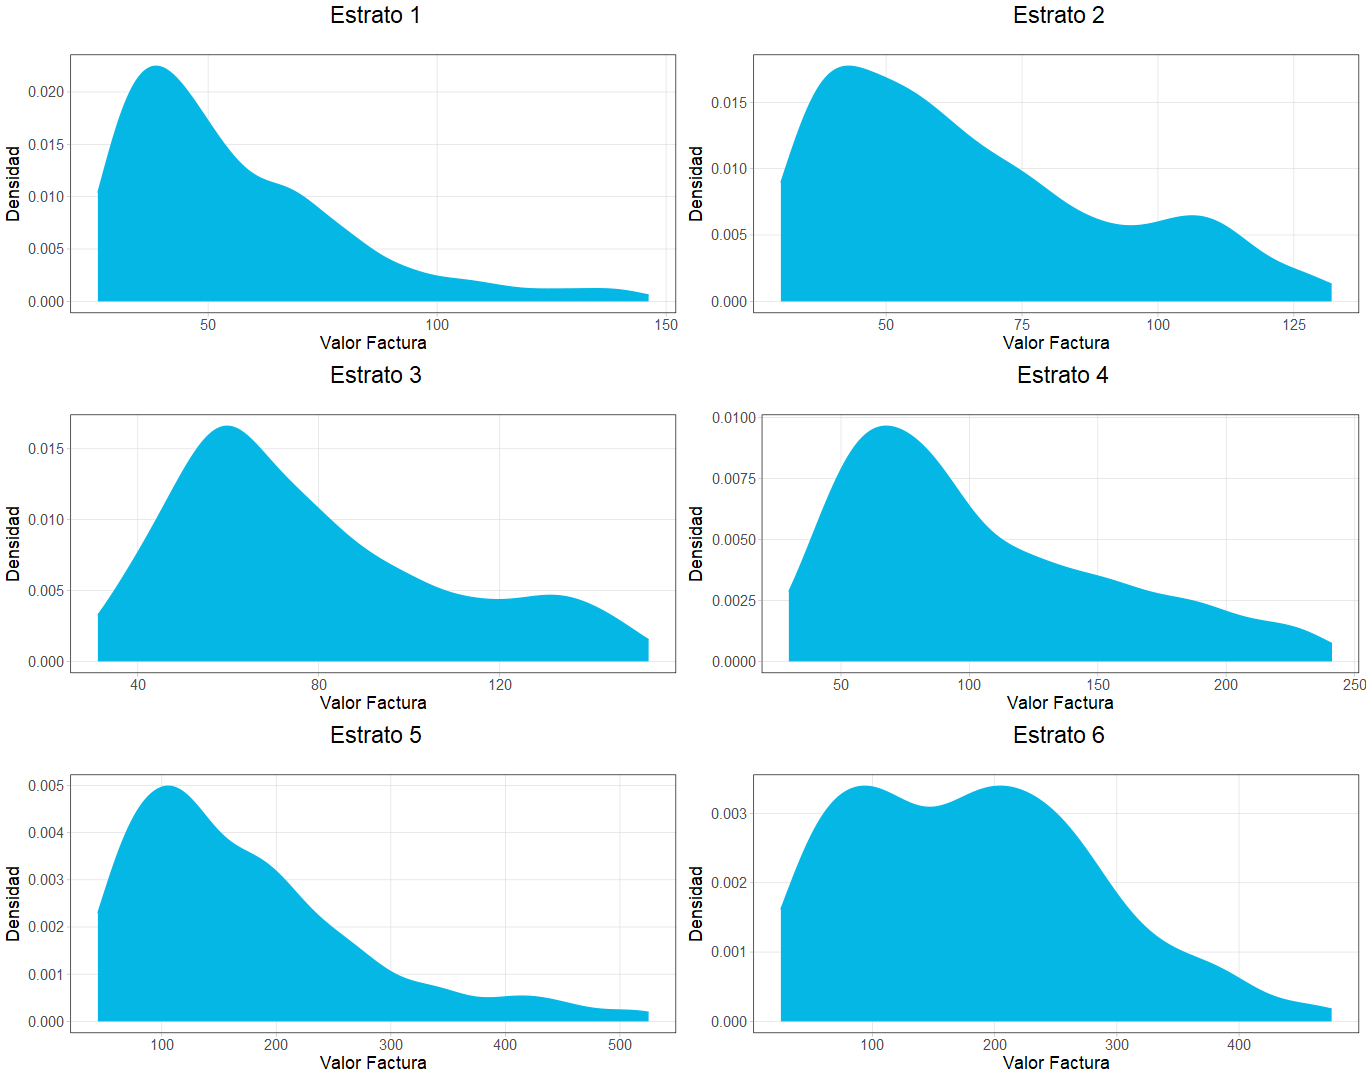 Estrato 1
Densidad
0.020
0.015
0.010
0.005
0.000
50 100 150
Valor Factura
Estrato 2
Densidad
0.015
0.010
0.005
0.000
50 75 100 125
Valor Factura
Estrato 3
Densidad
0.015
0.010
0.005
0.000
40 80 120
Valor Factura
Estrato 4
Densidad
0.0100
0.0075
0.0050
0.0025
0.0000
50 100 150 200 250
Valor Factura
Estrato 5
Densidad
0.005
0.004
0.003
0.002
0.001
0.000
100 200 300 400 500
Valor Factura
Estrato 6
Densidad
0.003
0.002
0.001
0.000
100 200 300 400
Valor Factura